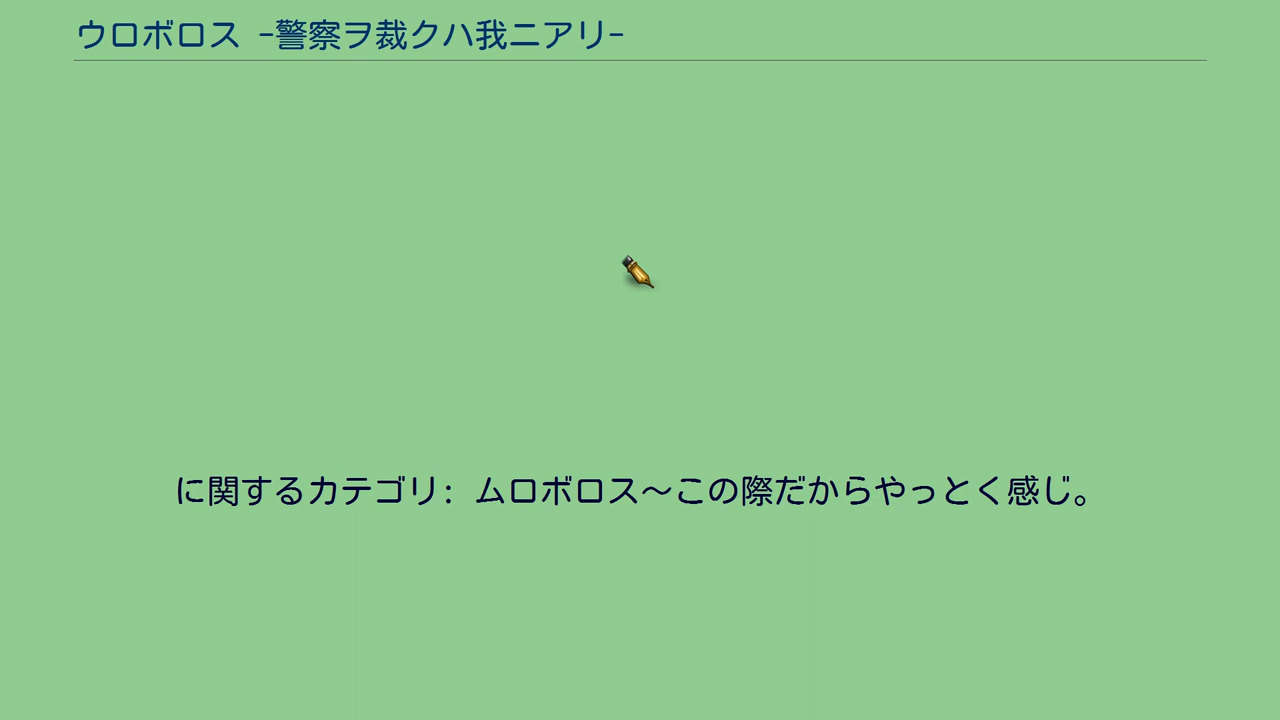 ウロボロス -警察ヲ裁クハ我ニアリ-
に関するカテゴリ: ムロボロス～この際だからやっとく感じ。